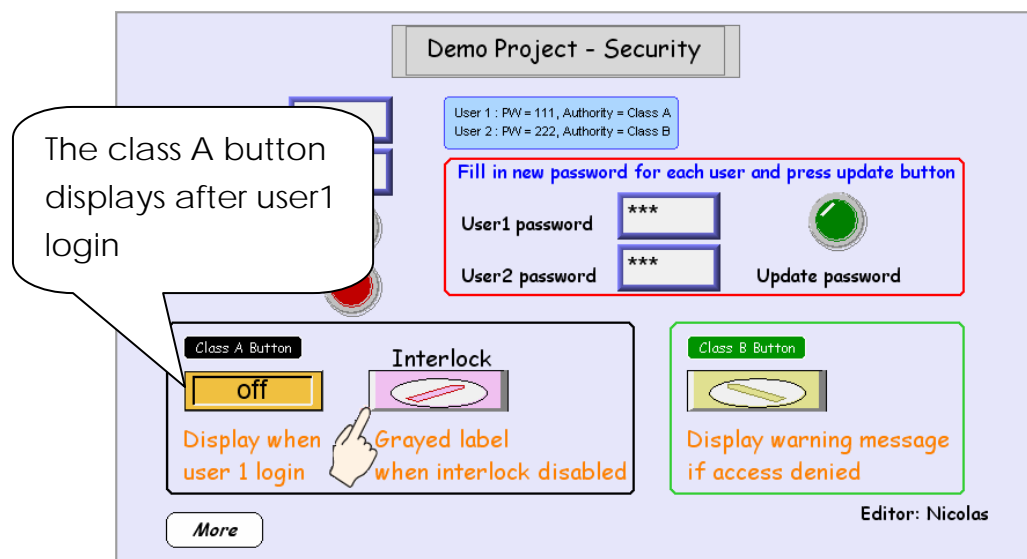 Demo Project - Security
User 1 : PW = 111, Authority = Class A
User 2 : PW = 222, Authority = Class B
The class A button
displays after user1
login
Fill in new password for each user and press update button
User1 password
***
User2 password
***
Update password
Class A Button
Interlock
off
Display when
user 1 login
Grayed label
when interlock disabled
Class B Button
Display warning message
if access denied
Editor: Nicolas
More